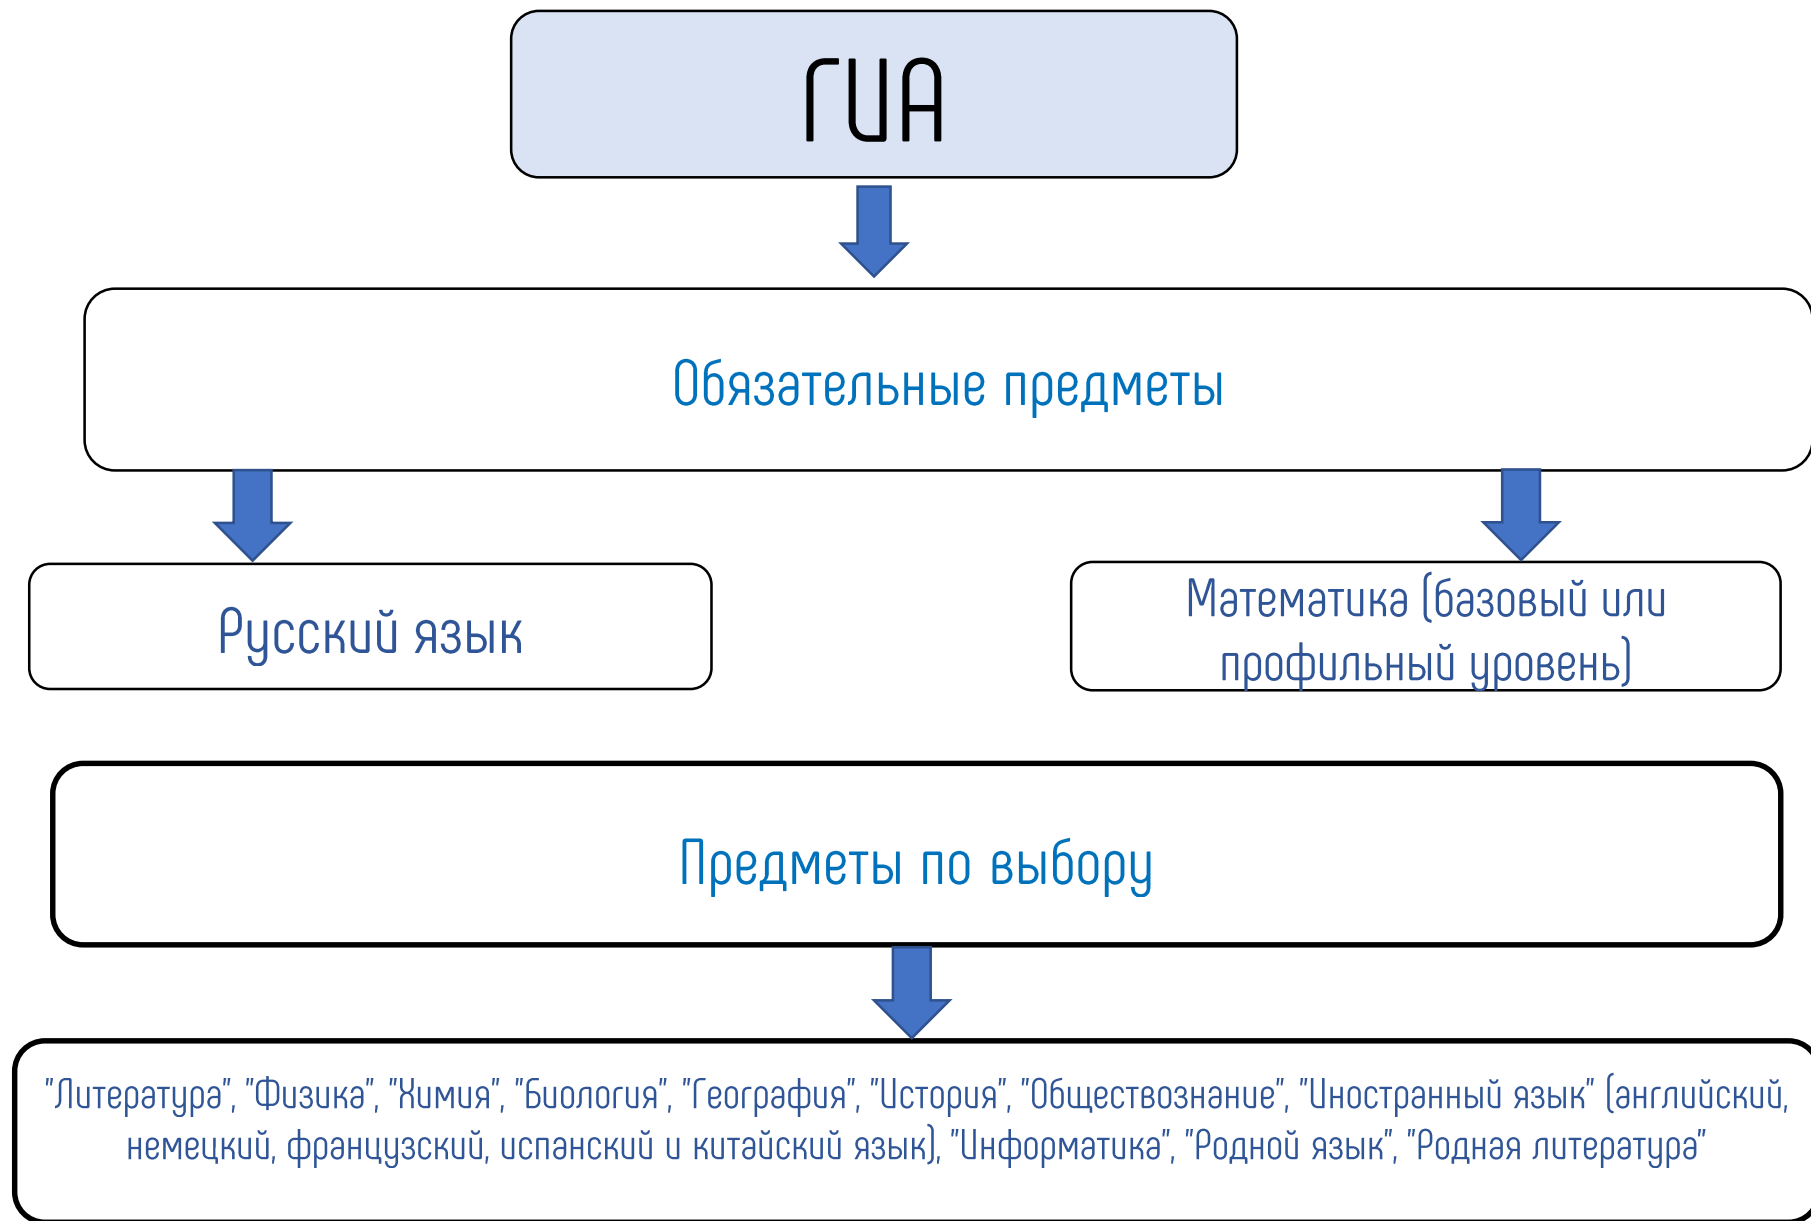 ГИА
Обязательные предметы
Русский язык
Математика (базовый или
профильный уровень)
Предметы по выбору
"Литература", "Физика", "Химия", "Биология", "География", "История", "Обществознание", "Иностранный язык" (английский,
немецкий, французский, испанский и китайский язык), "Информатика", "Родной язык", "Родная литература"